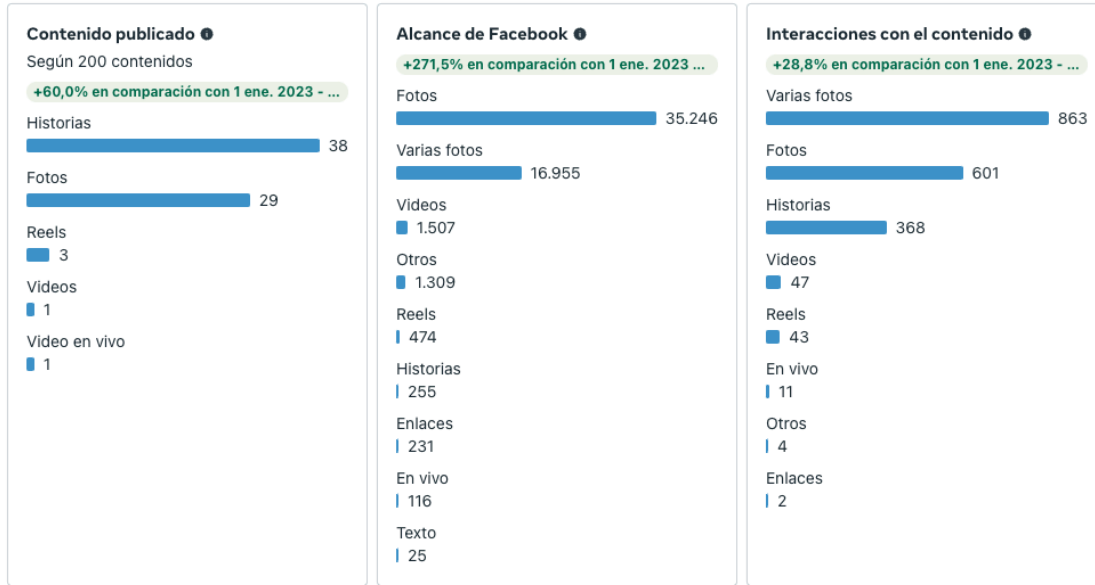 Contenido publicado
Según 200 contenidos
+60,0% en comparación con 1 ene. 2023 - ...
Historias
38
Fotos
29
Reels
3
Videos
1
Video en vivo
1
Alcance de Facebook
+271,5% en comparación con 1 ene. 2023 ...
Fotos
35.246
Varias fotos
16.955
Videos
1.507
Otros
1.309
Reels
474
Historias
255
Enlaces
231
En vivo
116
Texto
25
Interacciones con el contenido
+28,8% en comparación con 1 ene. 2023 - ...
Varias fotos
863
Fotos
601
Historias
368
Videos
47
Reels
43
En vivo
11
Otros
4
Enlaces
2